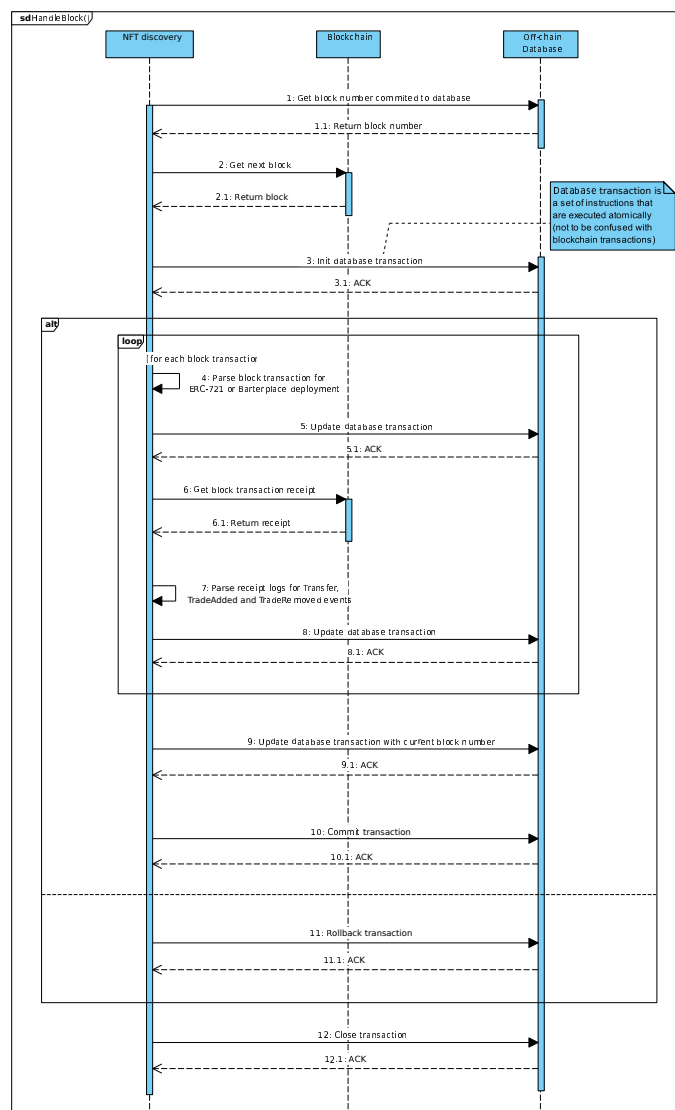 sdHandleBlock()
NFT discovery
Blockchain
Off-chain
Database
1: Get block number commited to database
1.1: Return block number
2: Get next block
2.1: Return block
Database transaction is
a set of instructions that
are executed atomically
(not to be confused with
blockchain transactions)
3: Init database transaction
3.1: ACK
alt
loop
[for each block transaction
4: Parse block transaction for
ERC-721 or Barterplace deployment
5: Update database transaction
5.1: ACK
6: Get block transaction receipt
6.1: Return receipt
7: Parse receipt logs for Transfer,
TradeAdded and TradeRemoved events
8: Update database transaction
8.1: ACK
9: Update database transaction with current block number
9.1: ACK
10: Commit transaction
10.1: ACK
11: Rollback transaction
11.1: ACK
12: Close transaction
12.1: ACK